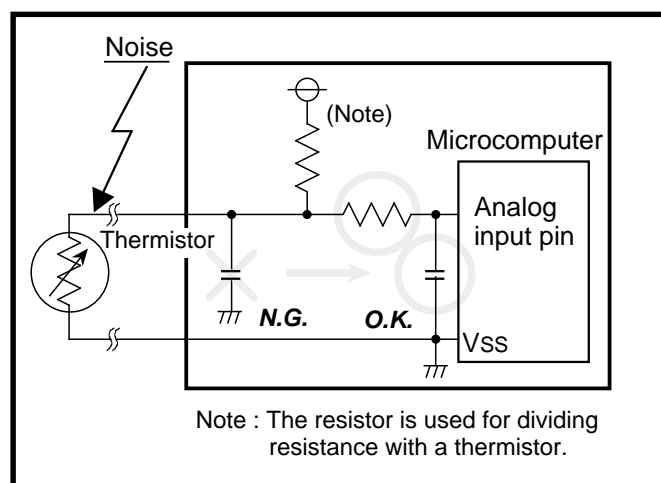 Noise
(Note)
Microcomputer
Analog
input pin
Thermistor
N.G.
O.K.
VSS
Note : The resistor is used for dividing
resistance with a thermistor.